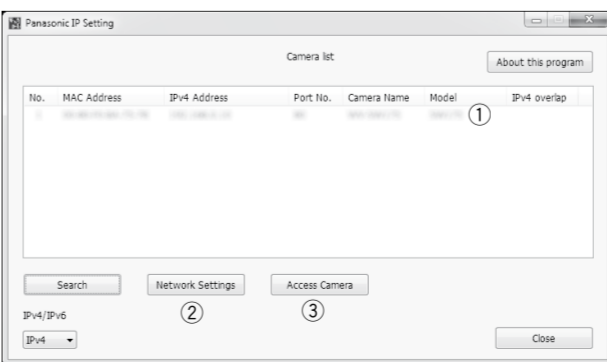 Panasonic IP Setting
Camera list
About this program
No. MAC Address IPv4 Address Port No. Camera Name Model IPv4 overlap
①
Search Network Settings Access Camera
② ③
IPv4/IPv6
IPv4 Close